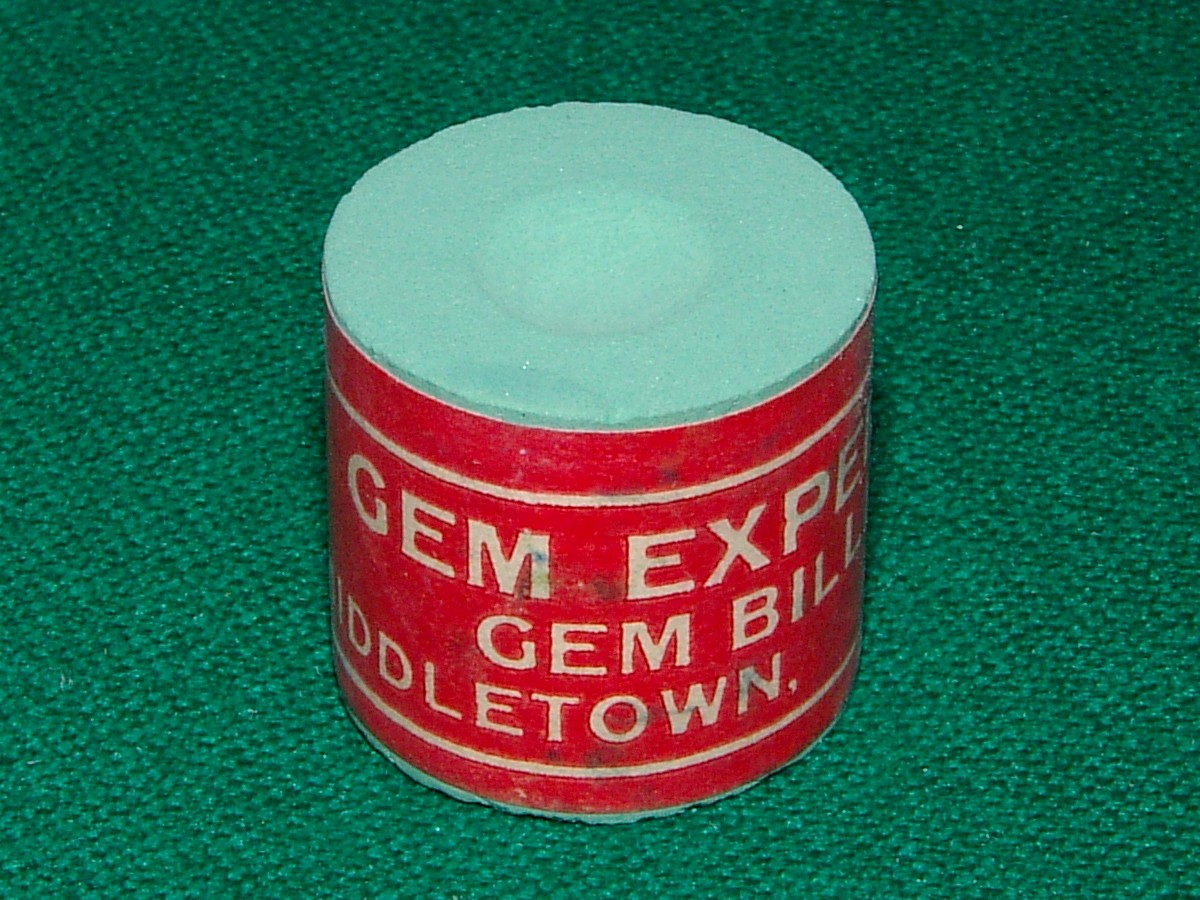 GEM EXPE
GEM BILL
IDDLETOWN,